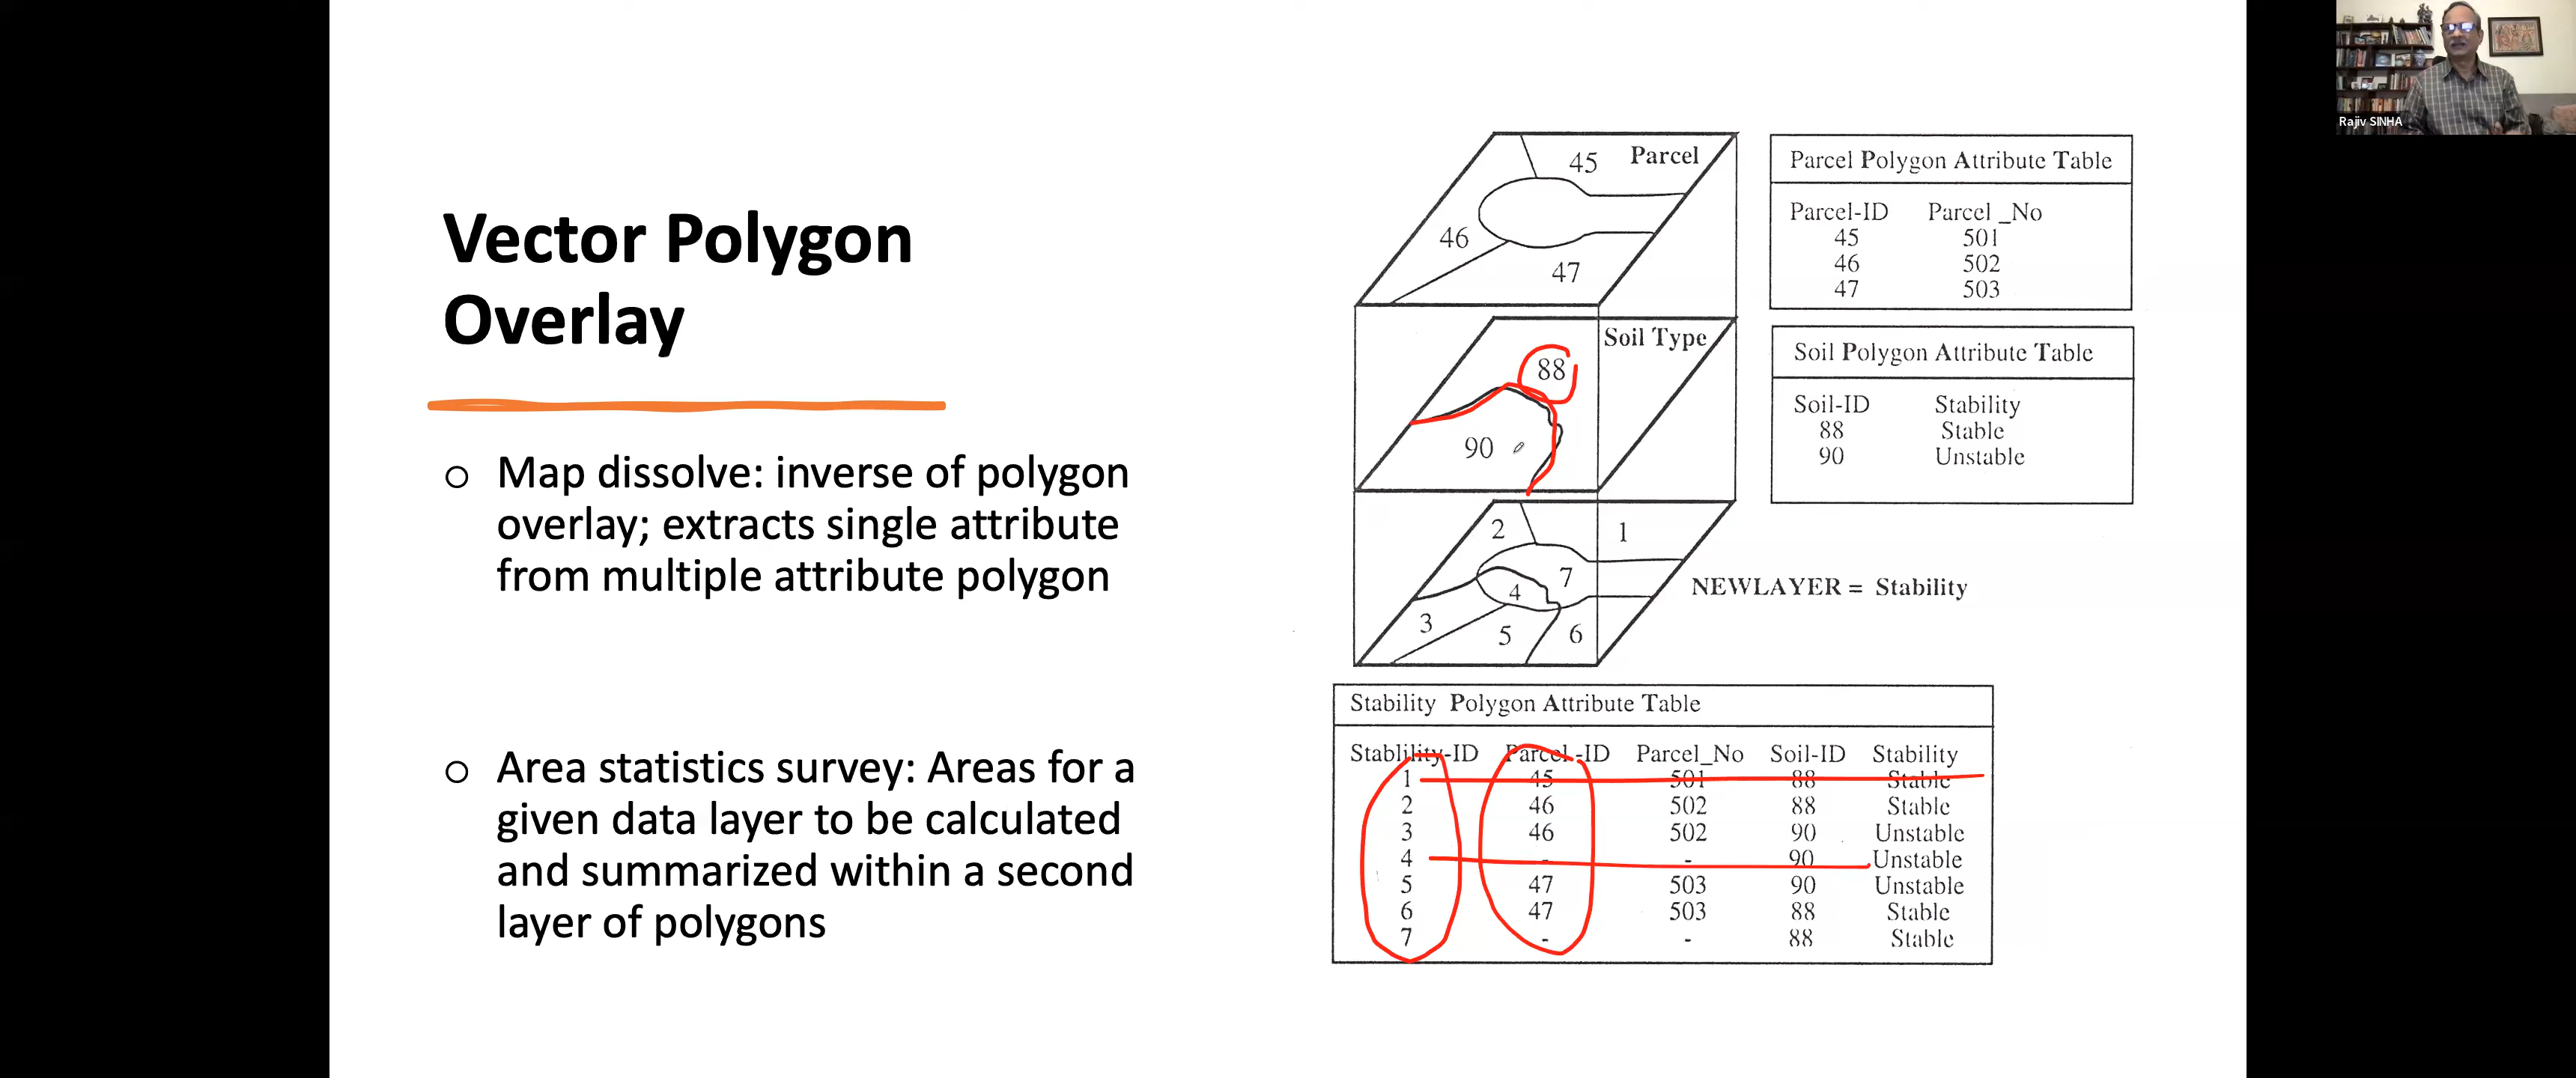 Vector Polygon
Overlay
○ Map dissolve: inverse of polygon
overlay; extracts single attribute
from multiple attribute polygon
○ Area statistics survey: Areas for a
given data layer to be calculated
and summarized within a second
layer of polygons
45 Parcel
46
47
Soil Type
88
90
2 1
7
4
3 5 6
NEWLAYER = Stability
Parcel Polygon Attribute Table
Parcel-ID Parcel _No
45 501
46 502
47 503
Soil Polygon Attribute Table
Soil-ID Stability
88 Stable
90 Unstable
Stability Polygon Attribute Table
Stablility-ID Parcel-ID Parcel_No Soil-ID Stability
1 45 501 88 Stable
2 46 502 88 Stable
3 46 502 90 Unstable
4 - - 90 Unstable
5 47 503 90 Unstable
6 47 503 88 Stable
7 - - 88 Stable
Rajiv SINHA